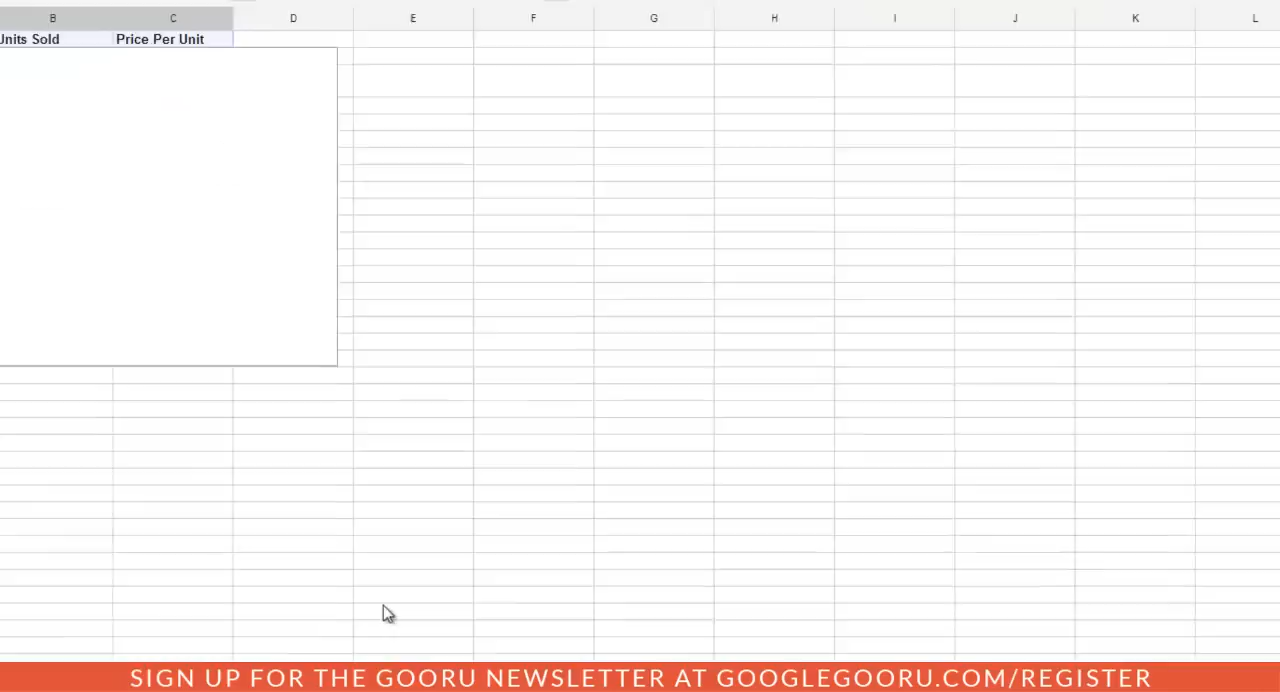 B C D E F G H I J K L
Units Sold Price Per Unit
SIGN UP FOR THE GOORU NEWSLETTER AT GOOGLEGOORU.COM/REGISTER